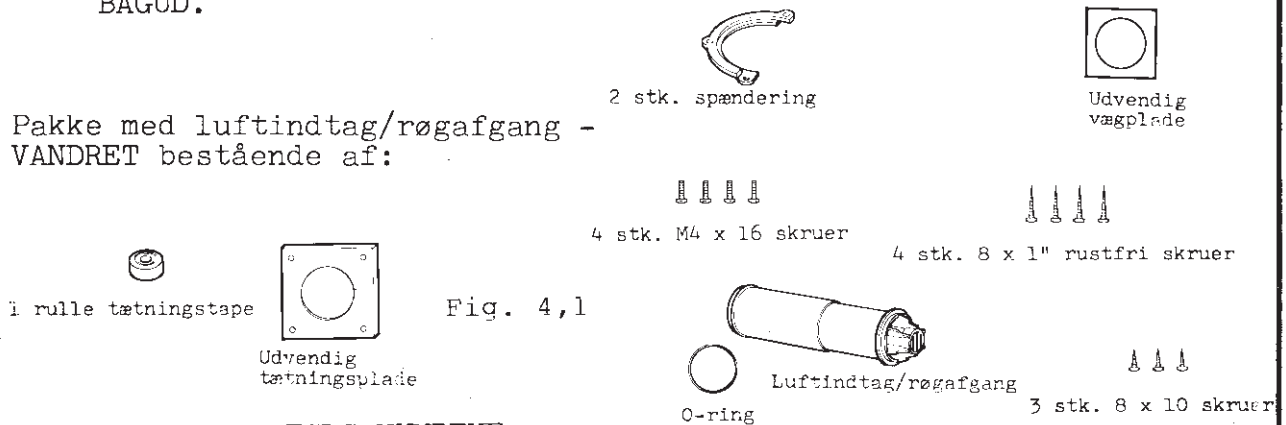 BAGUD.
2 stk. spændering
Udvendig
vægplade
Pakke med luftindtag/røgafgang -
VANDRET bestående af:
4 stk. M4 x 16 skruer
4 stk. 8 x 1" rustfri skruer
1 rulle tætningstape
Fig. 4,1
Udvendig
tætningsplade
Luftindtag/røgafgang
O-ring
3 stk. 8 x 10 skruer